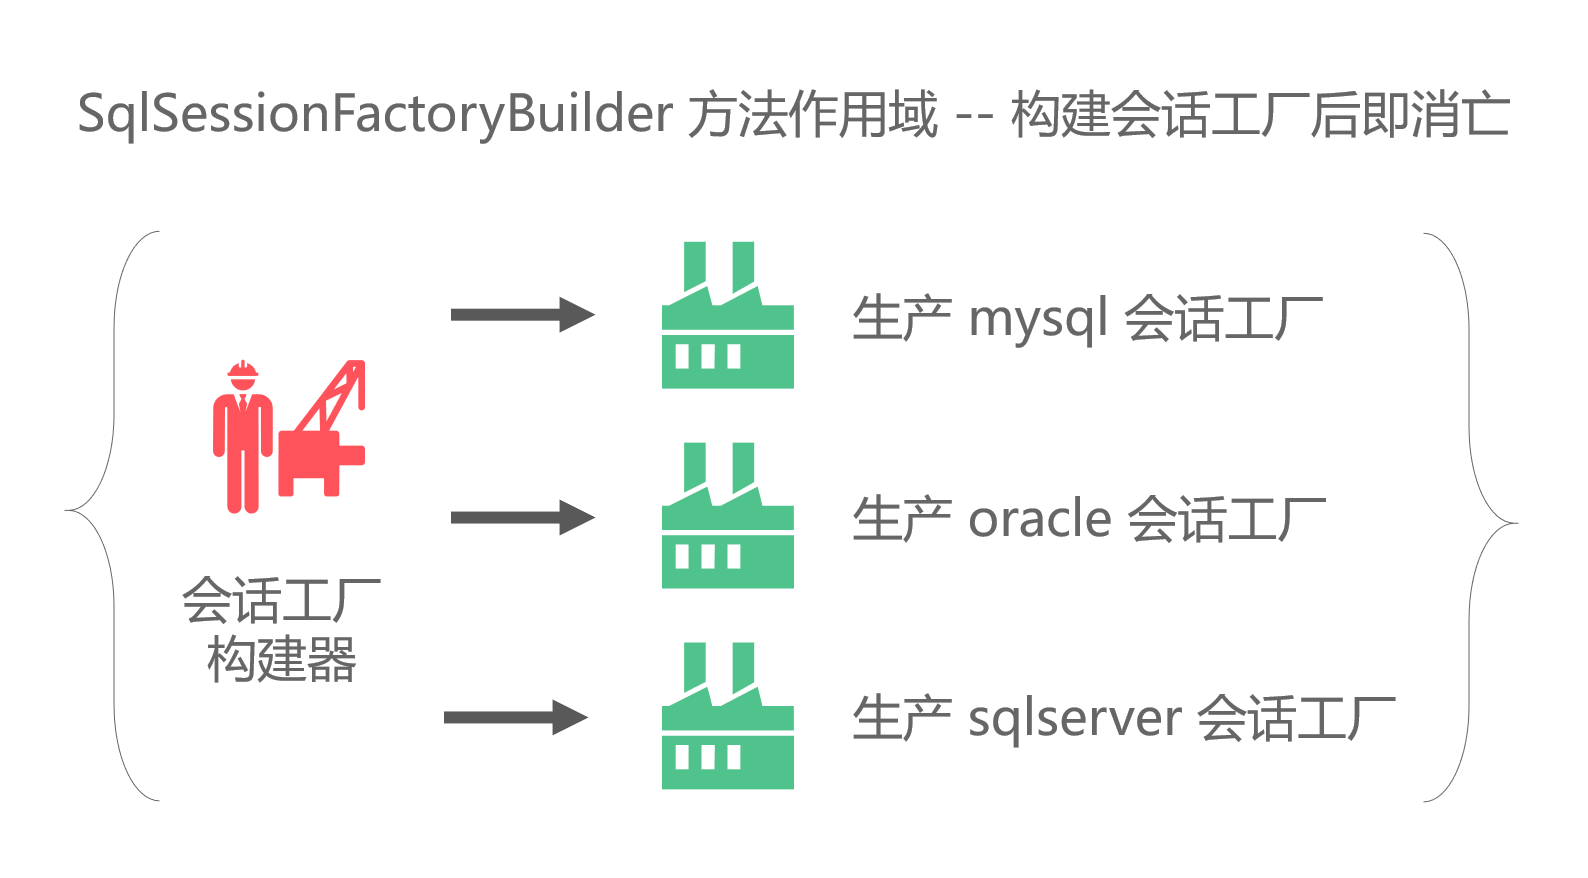 SqlSessionFactoryBuilder 方法作用域 -- 构建会话工厂后即消亡
生产 mysql 会话工厂
生产 oracle 会话工厂
会话工厂
构建器
生产 sqlserver 会话工厂